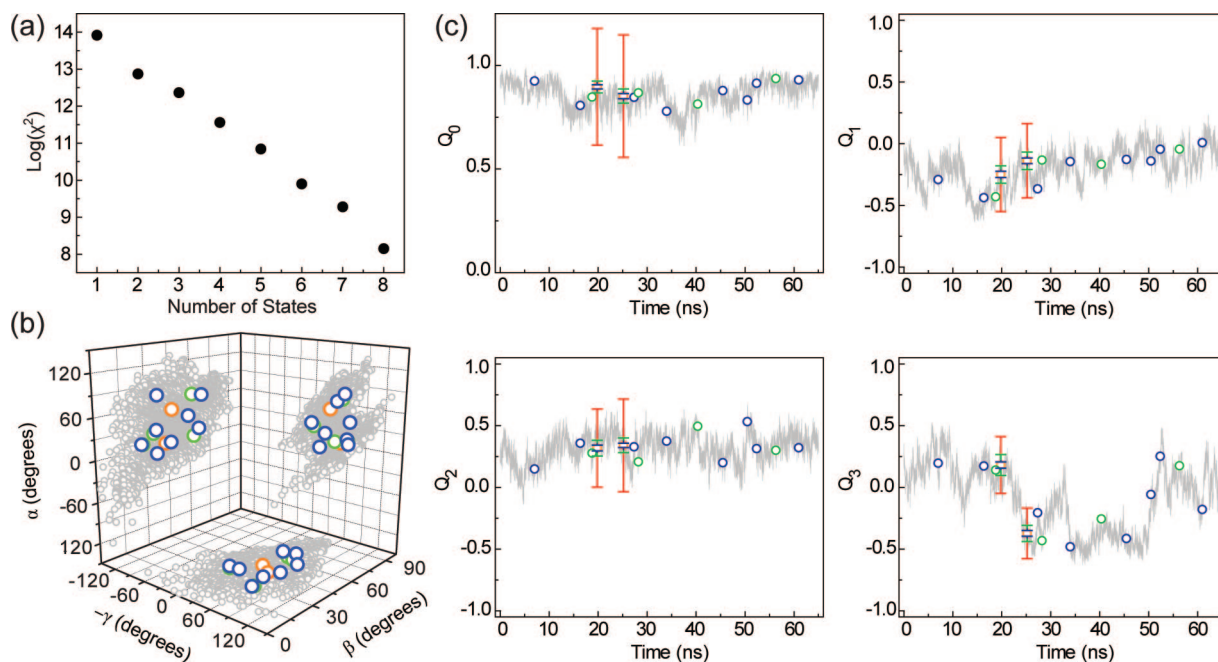 (a)
14
13
12
11
10
9
8
Log(χ²)
1 2 3 4 5 6 7 8
Number of States
(b)
120
60
0
-60
120
α (degrees)
-120
-60
0
60
120
−γ (degrees)
0
30
60
90
β (degrees)
(c)
1.0
0.5
0.0
Q₀
0 10 20 30 40 50 60
Time (ns)
1.0
0.5
0.0
-0.5
-1.0
Q₁
0 10 20 30 40 50 60
Time (ns)
1.0
0.5
0.0
-0.5
-1.0
Q₂
0 10 20 30 40 50 60
Time (ns)
1.0
0.5
0.0
-0.5
-1.0
Q₃
0 10 20 30 40 50 60
Time (ns)